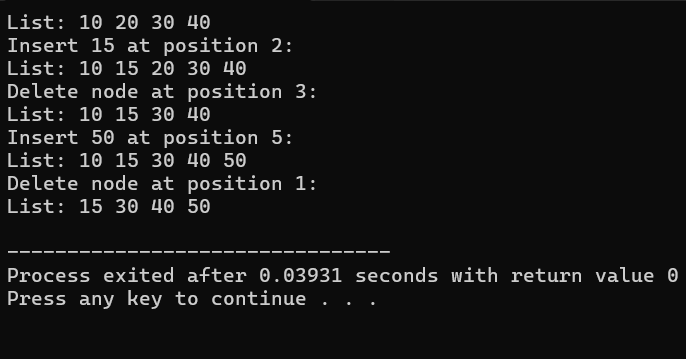 List: 10 20 30 40
Insert 15 at position 2:
List: 10 15 20 30 40
Delete node at position 3:
List: 10 15 30 40
Insert 50 at position 5:
List: 10 15 30 40 50
Delete node at position 1:
List: 15 30 40 50
--------------------------------
Process exited after 0.03931 seconds with return value 0
Press any key to continue . . .